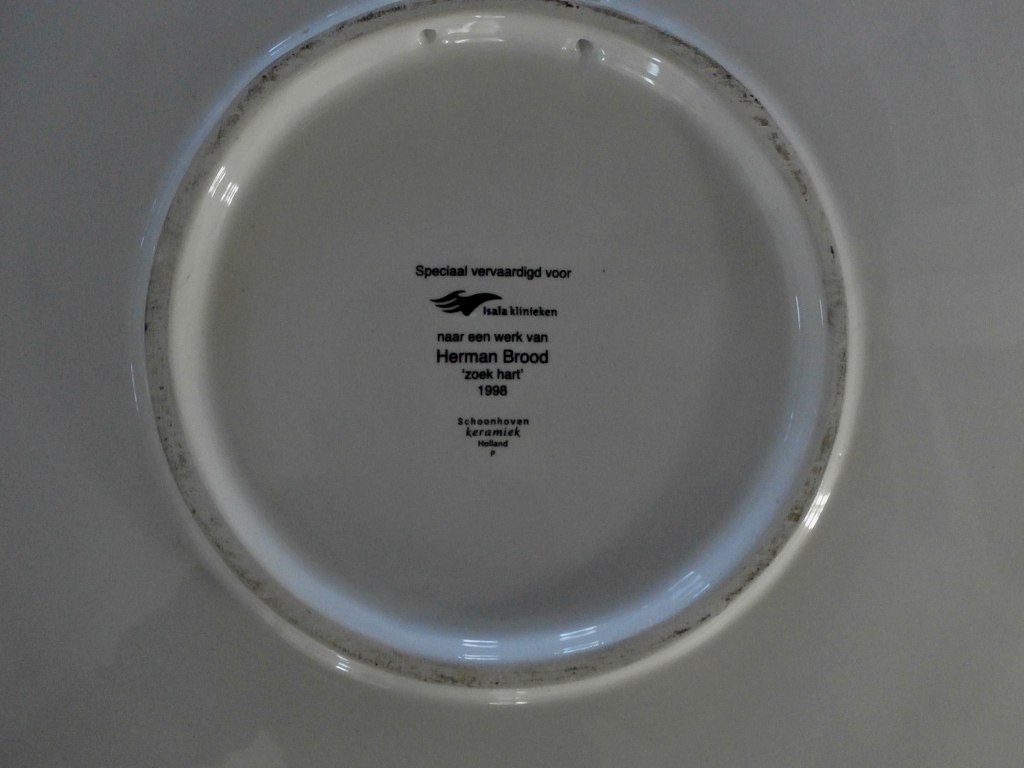 Speciaal vervaardigd voor
Isala klinieken
naar een werk van
Herman Brood
'zoek hart'
1998
Schoonhoven
keramiek
Holland
P